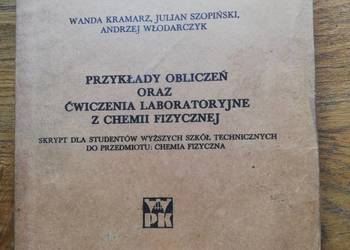 WANDA KRAMARZ, JULIAN SZOPIŃSKI,
ANDRZEJ WŁODARCZYK
PRZYKŁADY OBLICZEŃ
ORAZ
ĆWICZENIA LABORATORYJNE
Z CHEMII FIZYCZNEJ
SKRYPT DLA STUDENTÓW WYŻSZYCH SZKÓŁ TECHNICZNYCH
DO PRZEDMIOTU: CHEMIA FIZYCZNA
PK